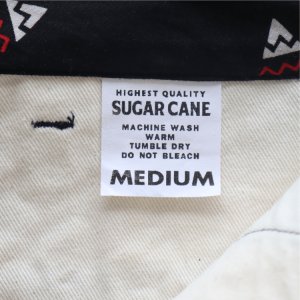 HIGHEST QUALITY
SUGAR CANE
MACHINE WASH
WARM
TUMBLE DRY
DO NOT BLEACH
MEDIUM